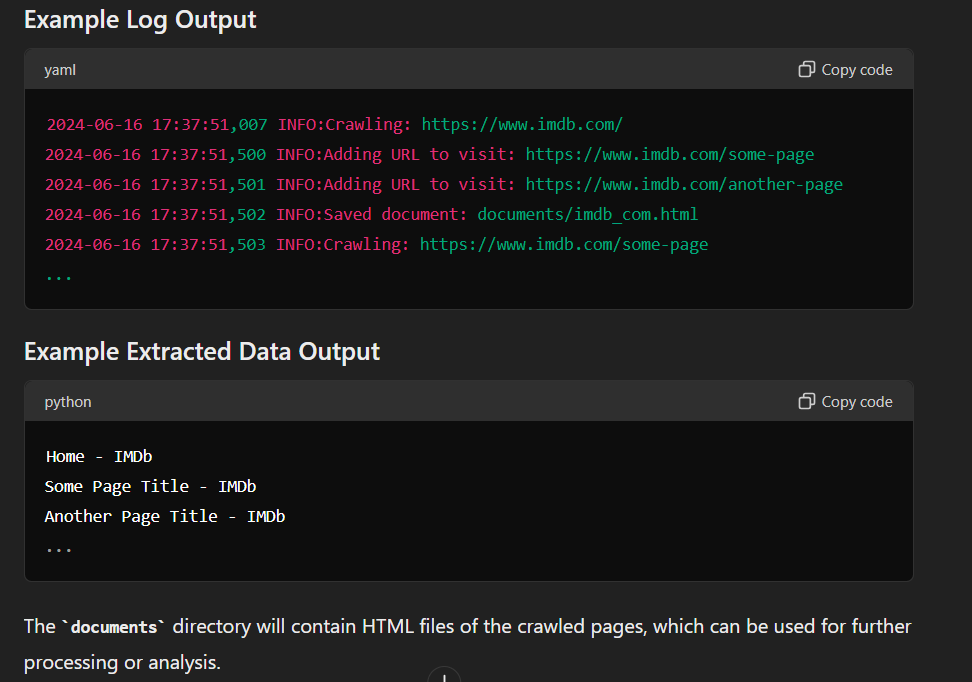 Example Log Output
yaml
Copy code
2024-06-16 17:37:51,007 INFO:Crawling: https://www.imdb.com/
2024-06-16 17:37:51,500 INFO:Adding URL to visit: https://www.imdb.com/some-page
2024-06-16 17:37:51,501 INFO:Adding URL to visit: https://www.imdb.com/another-page
2024-06-16 17:37:51,502 INFO:Saved document: documents/imdb_com.html
2024-06-16 17:37:51,503 INFO:Crawling: https://www.imdb.com/some-page
...
Example Extracted Data Output
python
Copy code
Home - IMDb
Some Page Title - IMDb
Another Page Title - IMDb
...
The `documents` directory will contain HTML files of the crawled pages, which can be used for further
processing or analysis.